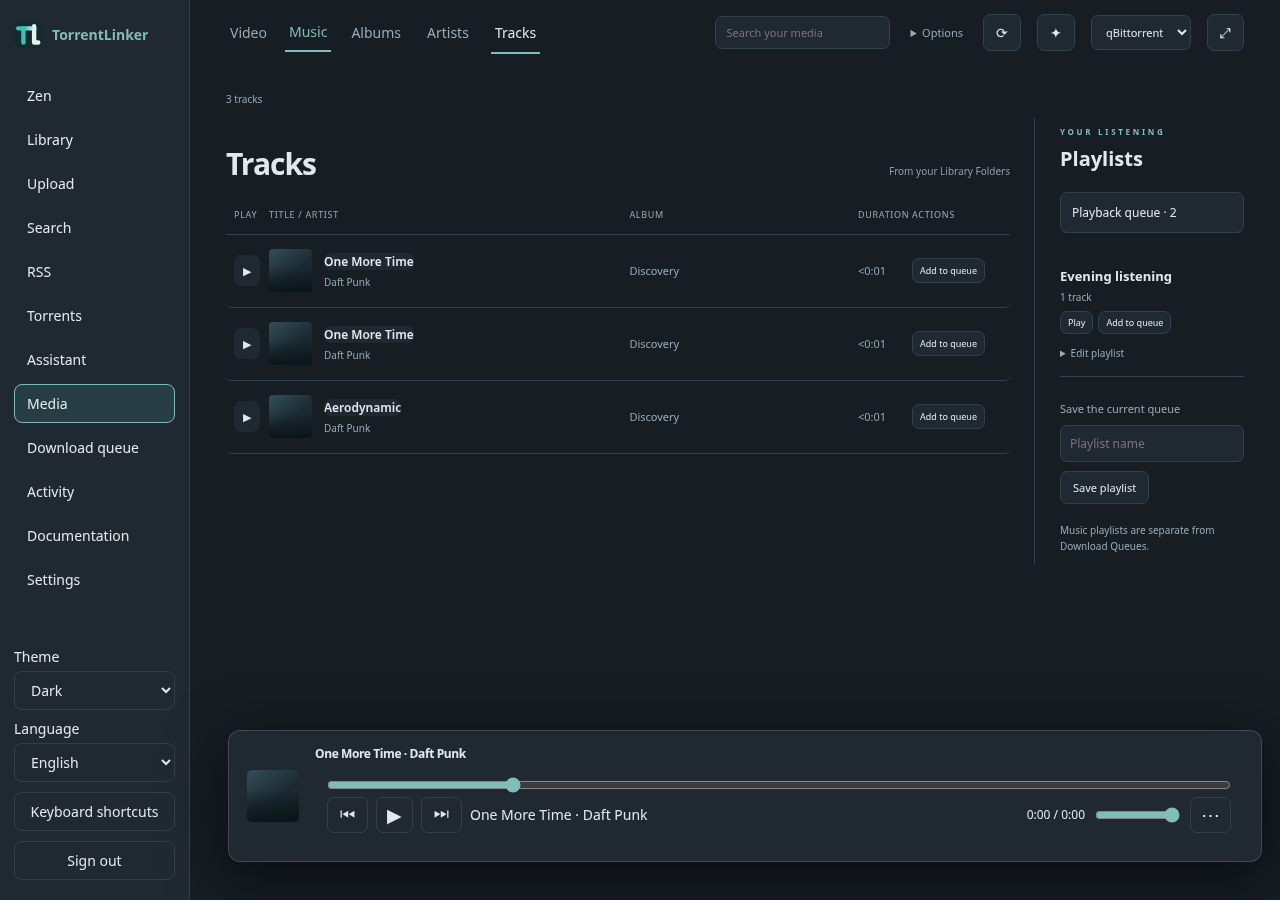 TorrentLinker
Zen
Library
Upload
Search
RSS
Torrents
Assistant
Media
Download queue
Activity
Documentation
Settings
Theme
Dark
Language
English
Keyboard shortcuts
Sign out
Video Music Albums Artists Tracks
Search your media
▶ Options
qBittorrent
3 tracks
Tracks
From your Library Folders
PLAY TITLE / ARTIST ALBUM DURATION ACTIONS
One More Time
Daft Punk
Discovery <0:01 Add to queue
One More Time
Daft Punk
Discovery <0:01 Add to queue
Aerodynamic
Daft Punk
Discovery <0:01 Add to queue
YOUR LISTENING
Playlists
Playback queue · 2
Evening listening
1 track
Play Add to queue
▶ Edit playlist
Save the current queue
Playlist name
Save playlist
Music playlists are separate from
Download Queues.
One More Time · Daft Punk
One More Time · Daft Punk 0:00 / 0:00